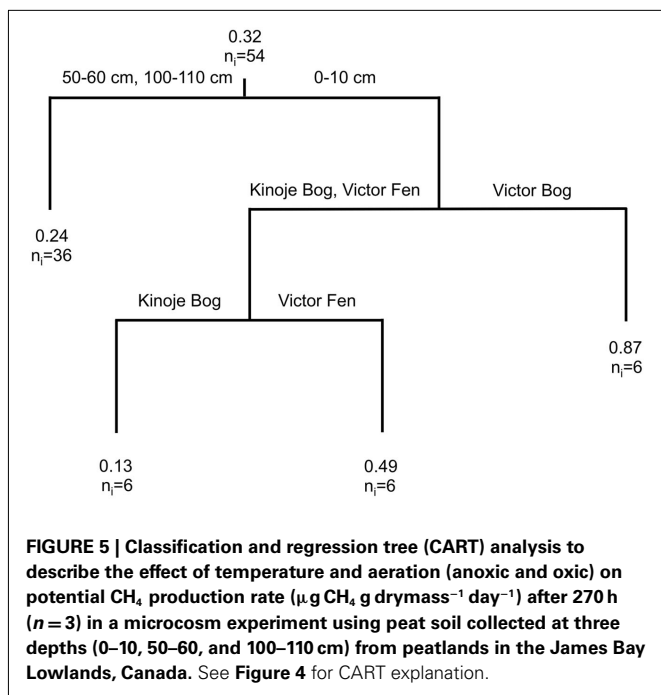 0.32
nᵢ=54
50-60 cm, 100-110 cm
0-10 cm
Kinoje Bog, Victor Fen
Victor Bog
0.24
nᵢ=36
Kinoje Bog
Victor Fen
0.87
nᵢ=6
0.13
nᵢ=6
0.49
nᵢ=6
FIGURE 5 | Classification and regression tree (CART) analysis to
describe the effect of temperature and aeration (anoxic and oxic) on
potential CH₄ production rate (μg CH₄ g drymass⁻¹ day⁻¹) after 270 h
(n = 3) in a microcosm experiment using peat soil collected at three
depths (0–10, 50–60, and 100–110 cm) from peatlands in the James Bay
Lowlands, Canada. See Figure 4 for CART explanation.